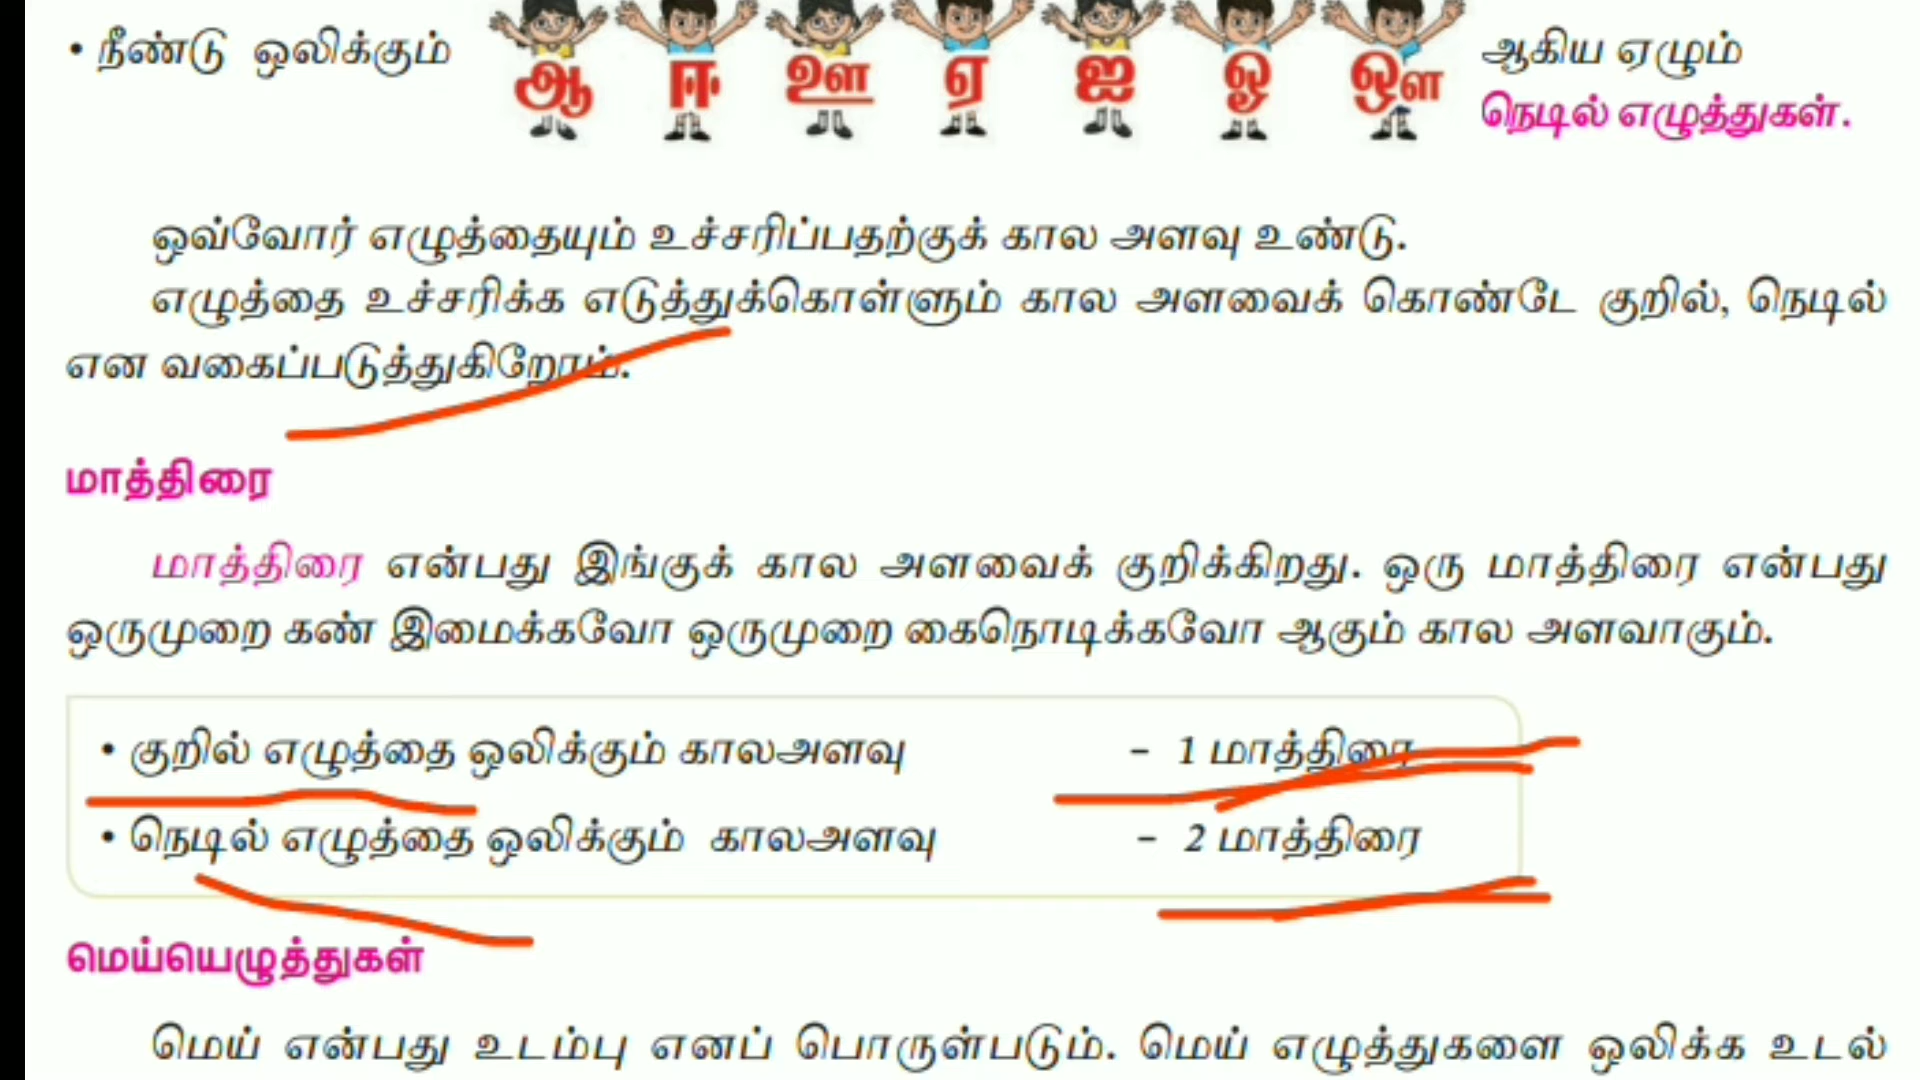 • நீண்டு ஒலிக்கும் ஆ ஈ ஊ ஏ ஐ ஓ ஔ ஆகிய ஏழும்
நெடில் எழுத்துகள்.
ஒவ்வோர் எழுத்தையும் உச்சரிப்பதற்குக் கால அளவு உண்டு.
எழுத்தை உச்சரிக்க எடுத்துக்கொள்ளும் கால அளவைக் கொண்டே குறில், நெடில்
என வகைப்படுத்துகிறோம்.
மாத்திரை
மாத்திரை என்பது இங்குக் கால அளவைக் குறிக்கிறது. ஒரு மாத்திரை என்பது
ஒருமுறை கண் இமைக்கவோ ஒருமுறை கைநொடிக்கவோ ஆகும் கால அளவாகும்.
• குறில் எழுத்தை ஒலிக்கும் காலஅளவு – 1 மாத்திரை
• நெடில் எழுத்தை ஒலிக்கும் காலஅளவு – 2 மாத்திரை
மெய்யெழுத்துகள்
மெய் என்பது உடம்பு எனப் பொருள்படும். மெய் எழுத்துகளை ஒலிக்க உடல்